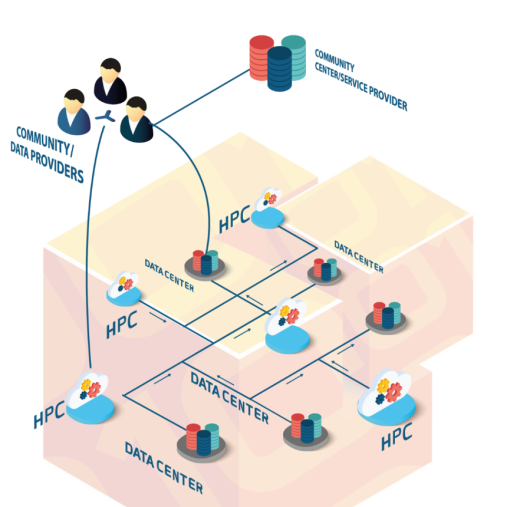 COMMUNITY
CENTER/SERVICE PROVIDER
COMMUNITY/
DATA PROVIDERS
HPC
DATA CENTER
DATA CENTER
HPC
DATA CENTER
HPC
HPC
DATA CENTER